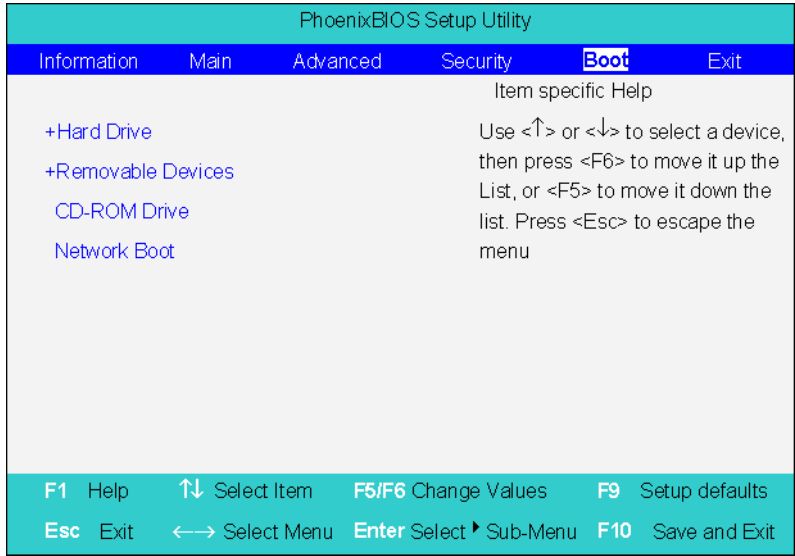 PhoenixBIOS Setup Utility
Information Main Advanced Security Boot Exit
Item specific Help
+Hard Drive
+Removable Devices
CD-ROM Drive
Network Boot
Use <↑> or <↓> to select a device,
then press <F6> to move it up the
List, or <F5> to move it down the
list. Press <Esc> to escape the
menu
F1 Help ↑↓ Select Item F5/F6 Change Values F9 Setup defaults
Esc Exit ←→ Select Menu Enter Select ▸ Sub-Menu F10 Save and Exit